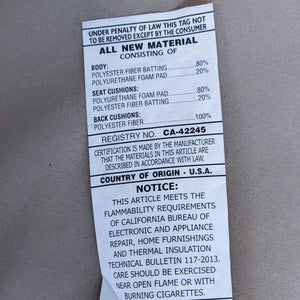 UNDER PENALTY OF LAW THIS TAG NOT
TO BE REMOVED EXCEPT BY THE CONSUMER
ALL NEW MATERIAL
CONSISTING OF
BODY:
POLYESTER FIBER BATTING 80%
POLYURETHANE FOAM PAD 20%
SEAT CUSHIONS:
POLYURETHANE FOAM PAD 80%
POLYESTER FIBER BATTING 20%
BACK CUSHIONS:
POLYESTER FIBER 100%
REGISTRY NO. CA-42245
CERTIFICATION IS MADE BY THE MANUFACTURER
THAT THE MATERIALS IN THIS ARTICLE ARE
DESCRIBED IN ACCORDANCE WITH LAW.
COUNTRY OF ORIGIN - U.S.A.
NOTICE:
THIS ARTICLE MEETS THE
FLAMMABILITY REQUIREMENTS
OF CALIFORNIA BUREAU OF
ELECTRONIC AND APPLIANCE
REPAIR, HOME FURNISHINGS
AND THERMAL INSULATION
TECHNICAL BULLETIN 117-2013.
CARE SHOULD BE EXERCISED
NEAR OPEN FLAME OR WITH
BURNING CIGARETTES.